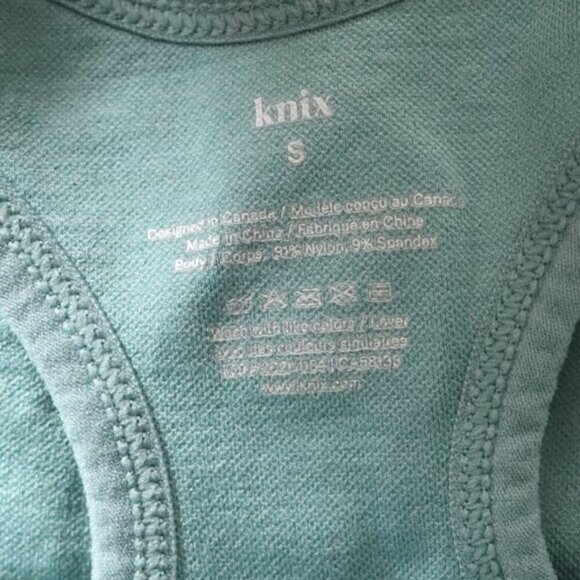 knix
S
Designed in Canada / Modèle conçu au Canada
Made in China / Fabriqué en Chine
Body / Corps: 91% Nylon, 9% Spandex
Wash with like colors / Laver
avec des couleurs similaires
CA58139
www.knix.com